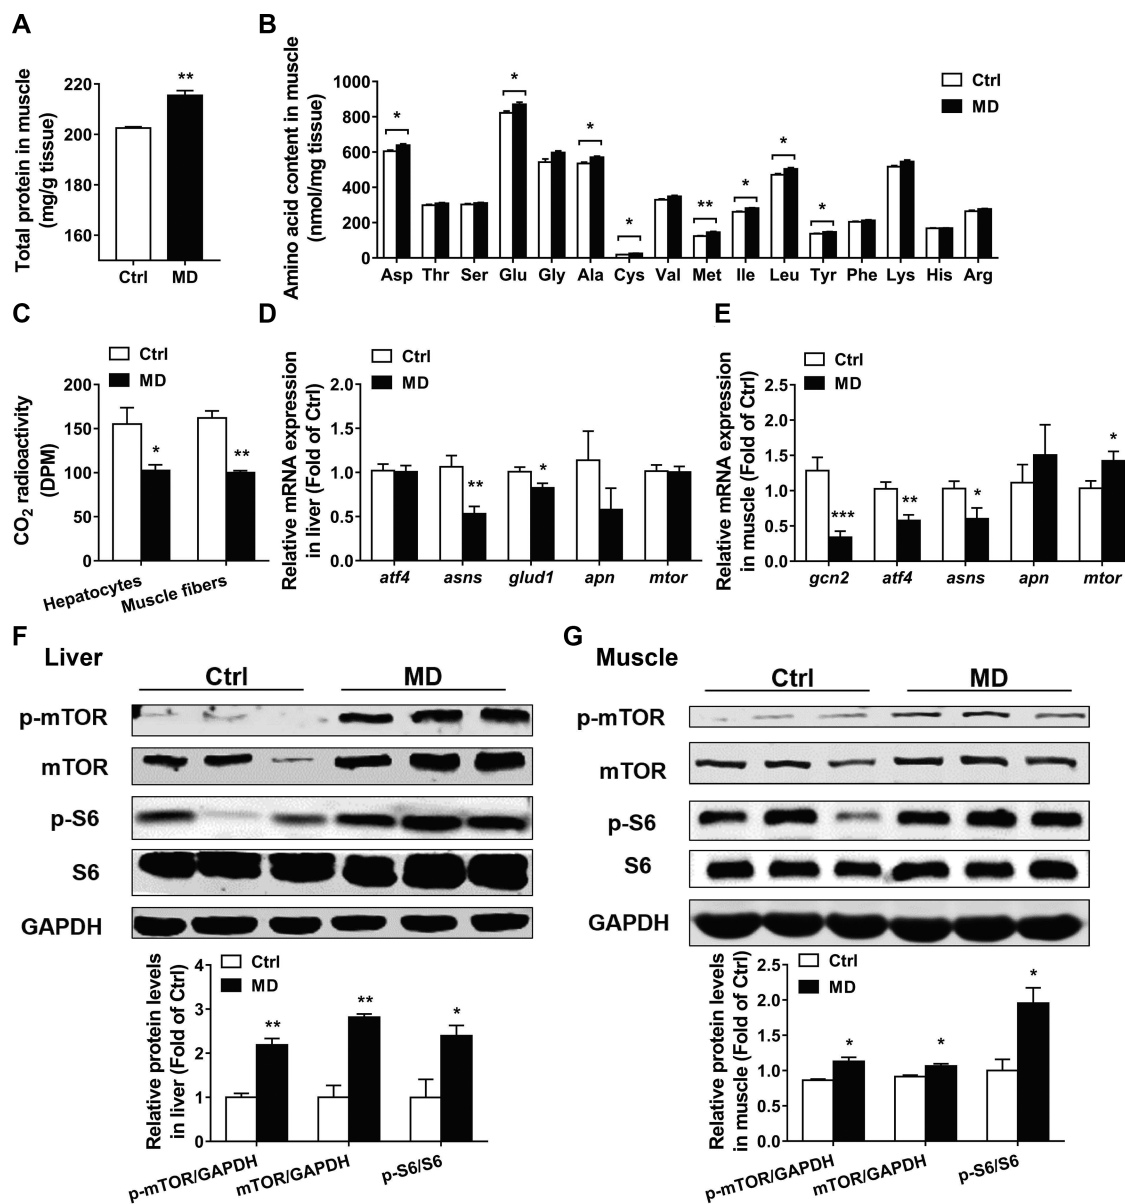 A
Total protein in muscle
(mg/g tissue)
220
200
180
160
**
Ctrl
MD
B
Amino acid content in muscle
(nmol/mg tissue)
1000
800
600
400
200
0
Ctrl
MD
*
*
*
*
**
*
*
*
Asp Thr Ser Glu Gly Ala Cys Val Met Ile Leu Tyr Phe Lys His Arg
C
CO2 radioactivity
(DPM)
Ctrl
MD
200
150
100
50
0
*
**
Hepatocytes
Muscle fibers
D
Relative mRNA expression
in liver (Fold of Ctrl)
Ctrl
MD
2.0
1.5
1.0
0.5
0.0
**
*
atf4 asns glud1 apn mtor
E
Relative mRNA expression
in muscle (Fold of Ctrl)
Ctrl
MD
2.5
2.0
1.5
1.0
0.5
0.0
***
**
*
*
gcn2 atf4 asns apn mtor
F
Liver
Ctrl MD
p-mTOR
mTOR
p-S6
S6
GAPDH
Relative protein levels
in liver (Fold of Ctrl)
Ctrl
MD
4
3
2
1
0
**
**
*
p-mTOR/GAPDH
mTOR/GAPDH
p-S6/S6
G
Muscle
Ctrl MD
p-mTOR
mTOR
p-S6
S6
GAPDH
Relative protein levels
in muscle (Fold of Ctrl)
Ctrl
MD
2.5
2.0
1.5
1.0
0.5
0.0
*
*
*
p-mTOR/GAPDH
mTOR/GAPDH
p-S6/S6